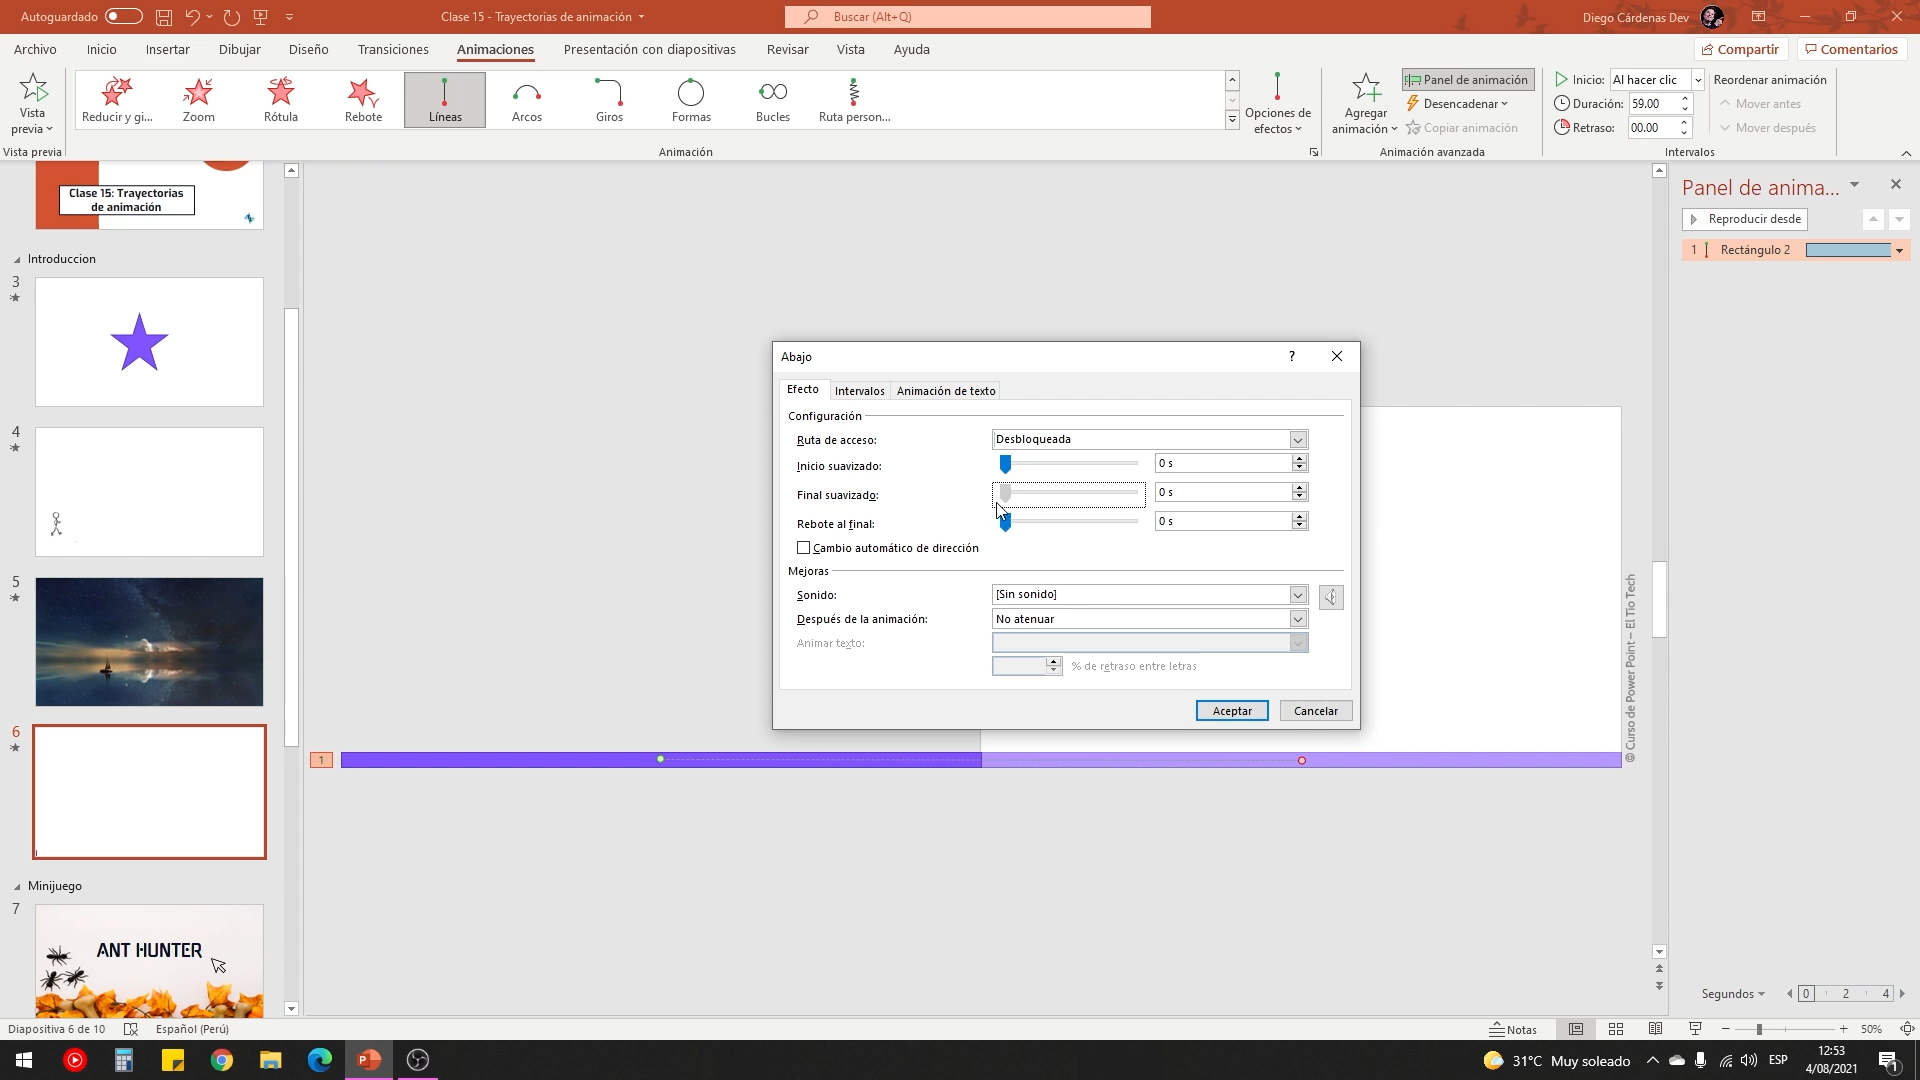 Autoguardado
Clase 15 - Trayectorias de animación
Buscar (Alt+Q)
Diego Cárdenas Dev
Archivo
Inicio
Insertar
Dibujar
Diseño
Transiciones
Animaciones
Presentación con diapositivas
Revisar
Vista
Ayuda
Compartir
Comentarios
Vista
previa
Reducir y gi...
Zoom
Rótula
Rebote
Líneas
Arcos
Giros
Formas
Bucles
Ruta person...
Opciones de
efectos
Agregar
animación
Panel de animación
Desencadenar
Copiar animación
Inicio: Al hacer clic
Duración: 59.00
Retraso: 00.00
Reordenar animación
Mover antes
Mover después
Vista previa
Animación
Animación avanzada
Intervalos
Clase 15: Trayectorias
de animación
Introduccion
3
4
5
6
Minijuego
7
ANT HUNTER
Abajo
?
Efecto
Intervalos
Animación de texto
Configuración
Ruta de acceso: Desbloqueada
Inicio suavizado: 0 s
Final suavizado: 0 s
Rebote al final: 0 s
Cambio automático de dirección
Mejoras
Sonido: [Sin sonido]
Después de la animación: No atenuar
Animar texto:
% de retraso entre letras
Aceptar
Cancelar
1
© Curso de Power Point – El Tío Tech
Panel de anima...
Reproducir desde
1 Rectángulo 2
Segundos
0 2 4
Diapositiva 6 de 10
Español (Perú)
Notas
50%
31°C Muy soleado
ESP
12:53
4/08/2021
1